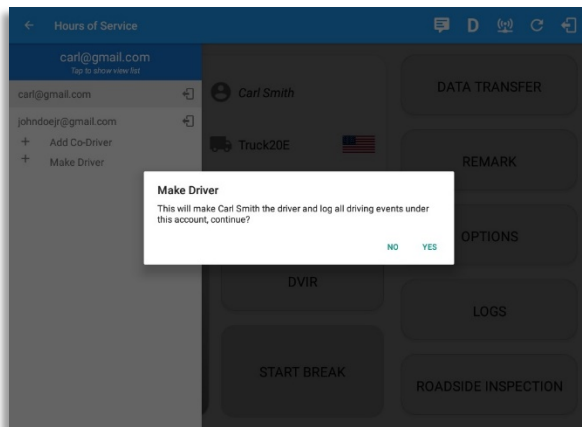 Hours of Service
D
carl@gmail.com
Tap to show view list
carl@gmail.com
johndoejr@gmail.com
+ Add Co-Driver
+ Make Driver
Carl Smith
Truck20E
DATA TRANSFER
REMARK
Make Driver
This will make Carl Smith the driver and log all driving events under
this account, continue?
NO YES
OPTIONS
DVIR
LOGS
START BREAK
ROADSIDE INSPECTION